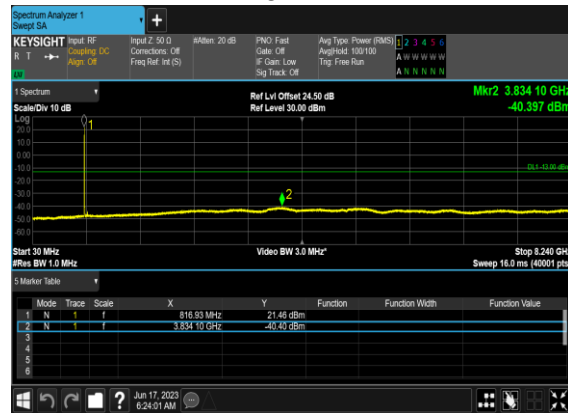 Spectrum Analyzer 1
Swept SA
KEYSIGHT
R T
Input: RF
Coupling: DC
Align: Off
Input Z: 50 Ω
Corrections: Off
Freq Ref: Int (S)
#Atten: 20 dB
PNO: Fast
Gate: Off
IF Gain: Low
Sig Track: Off
Avg Type: Power (RMS)
Avg|Hold: 100/100
Trig: Free Run
1 2 3 4 5 6
A W W W W W
A N N N N N
1 Spectrum
Scale/Div 10 dB
Ref Lvl Offset 24.50 dB
Ref Level 30.00 dBm
Mkr2 3.834 10 GHz
-40.397 dBm
Log
20.0
10.0
0.00
-10.0
-20.0
-30.0
-40.0
-50.0
-60.0
1
DL1 -13.00 dBm
2
Start 30 MHz
#Res BW 1.0 MHz
Video BW 3.0 MHz*
Stop 8.240 GHz
Sweep 16.0 ms (40001 pts)
5 Marker Table
Mode Trace Scale X Y Function Function Width Function Value
1 N 1 f 816.93 MHz 21.46 dBm
2 N 1 f 3.834 10 GHz -40.40 dBm
3
4
5
6
?
Jun 17, 2023
6:24:01 AM